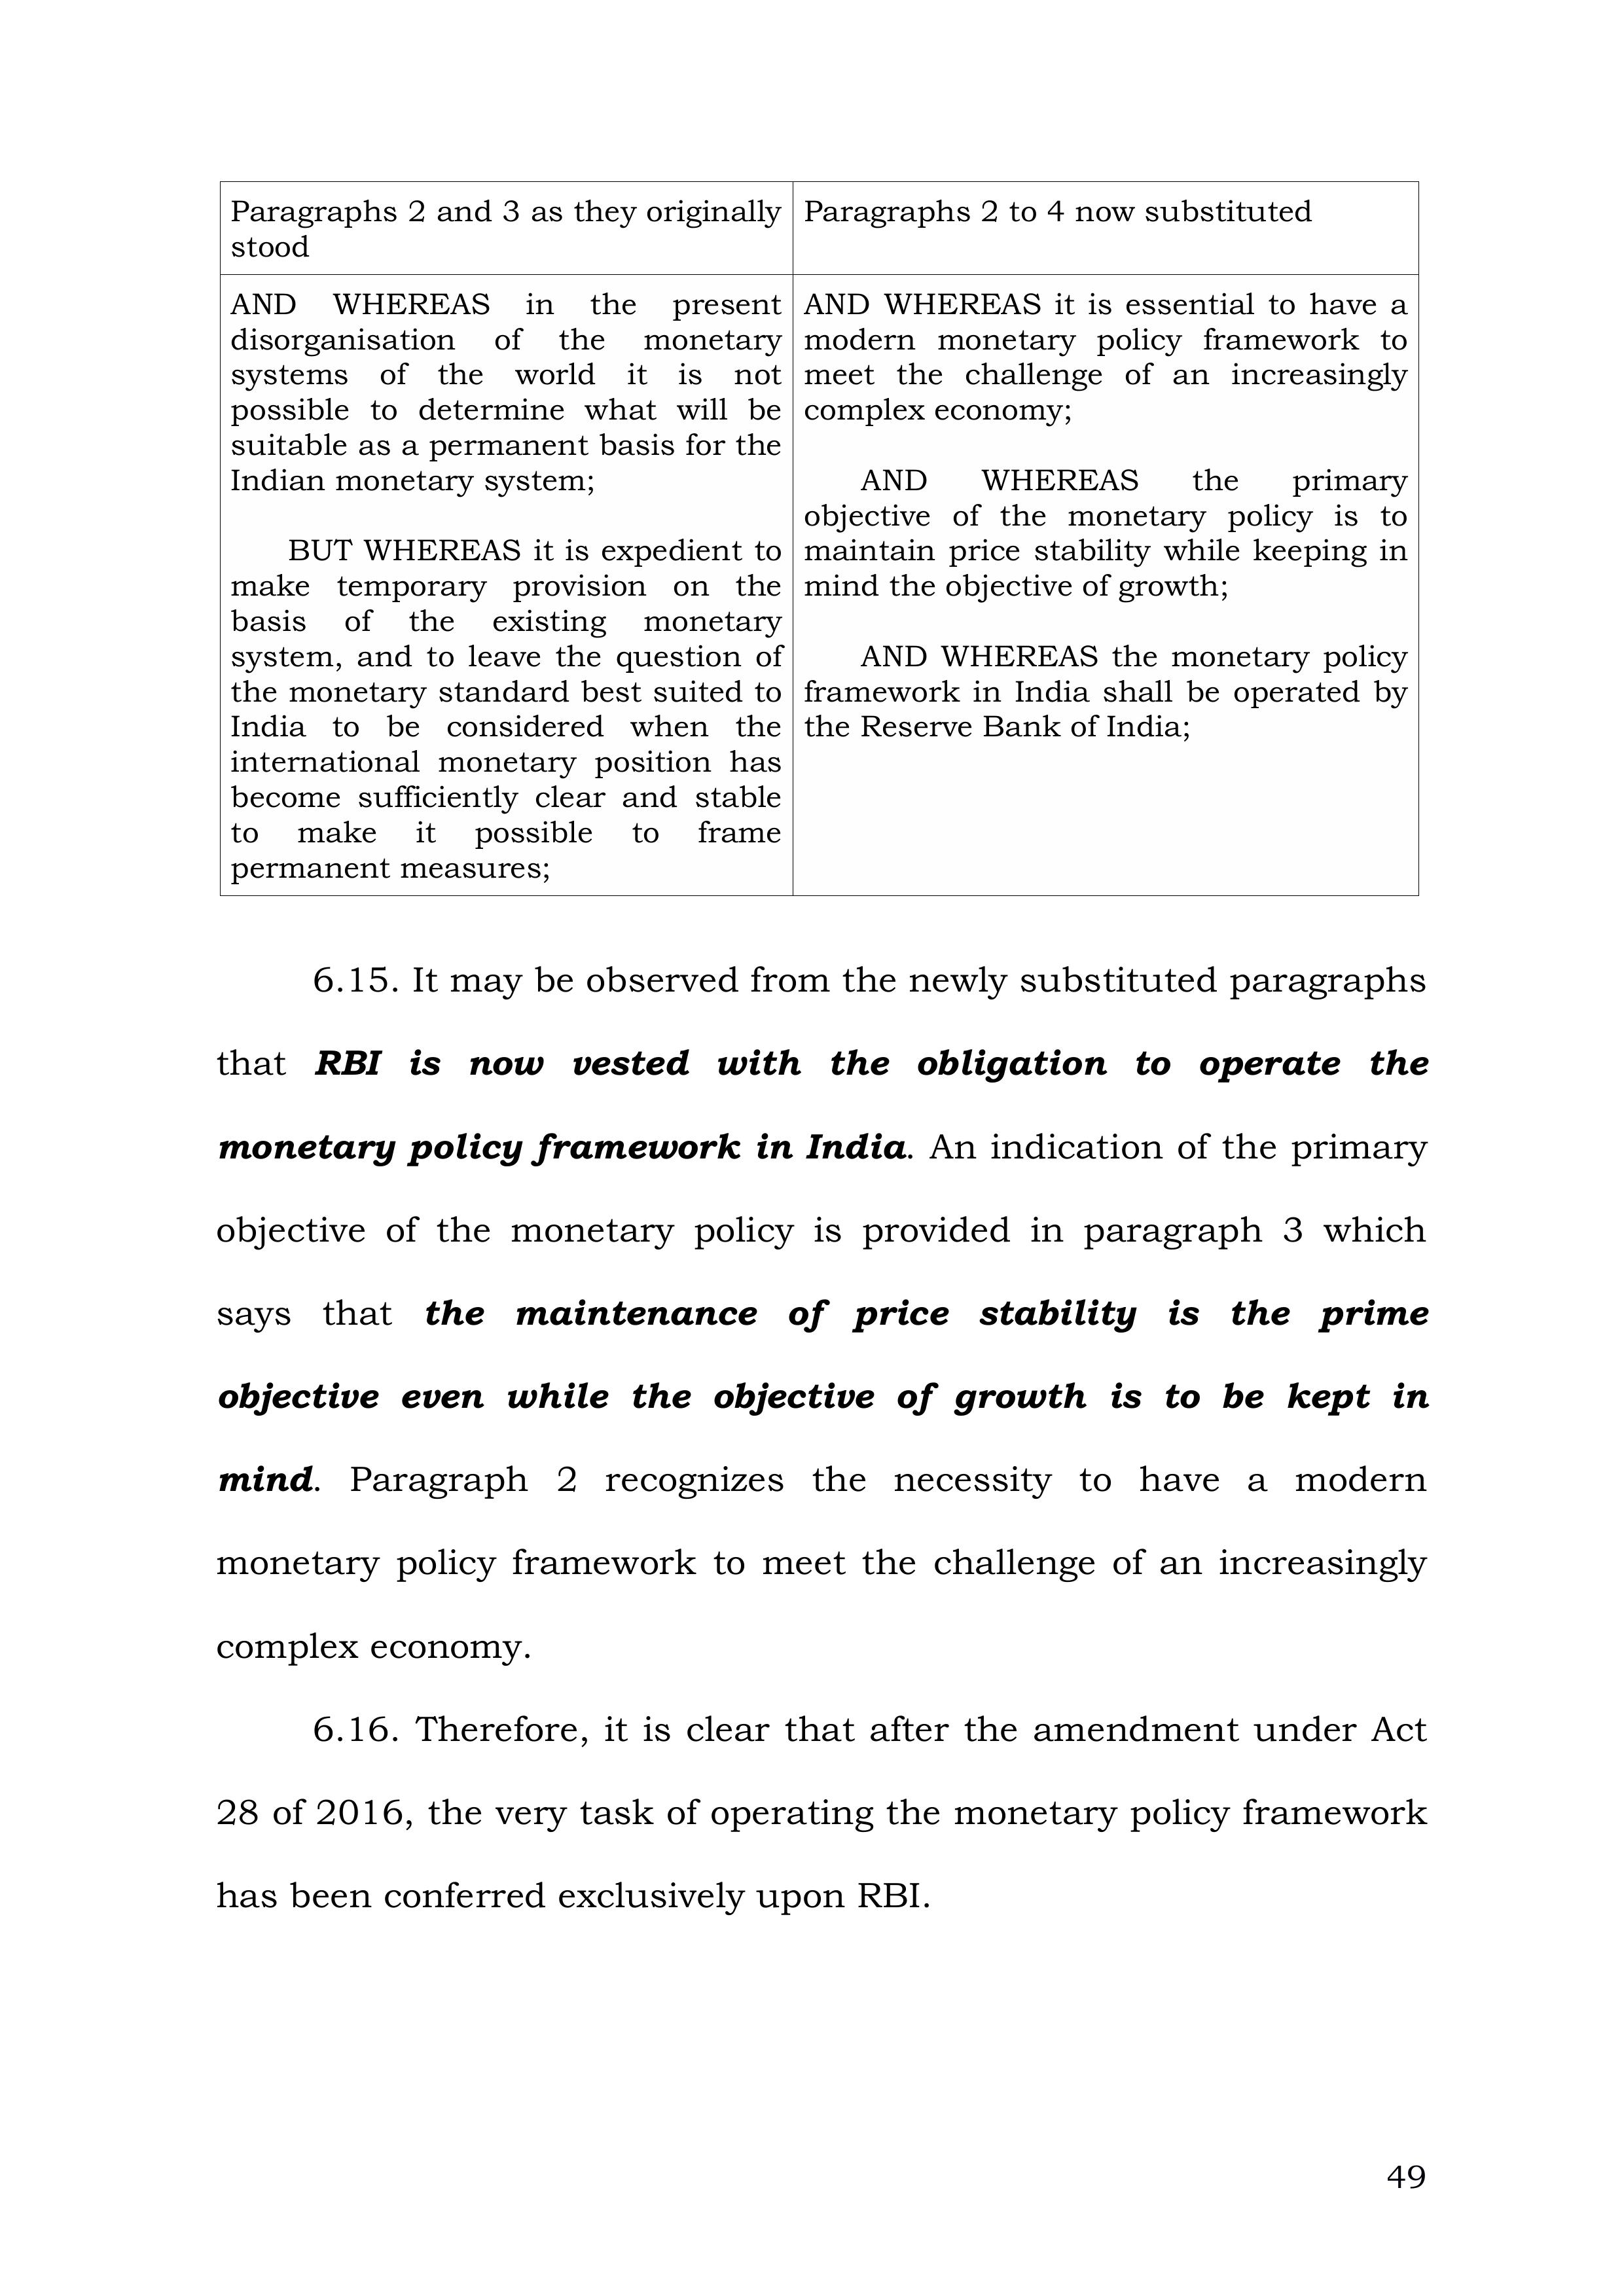 Paragraphs 2 and 3 as they originally
stood
Paragraphs 2 to 4 now substituted
AND WHEREAS in the present
disorganisation of the monetary
systems of the world it is not
possible to determine what will be
suitable as a permanent basis for the
Indian monetary system;
BUT WHEREAS it is expedient to
make temporary provision on the
basis of the existing monetary
system, and to leave the question of
the monetary standard best suited to
India to be considered when the
international monetary position has
become sufficiently clear and stable
to make it possible to frame
permanent measures;
AND WHEREAS it is essential to have a
modern monetary policy framework to
meet the challenge of an increasingly
complex economy;
AND WHEREAS the primary
objective of the monetary policy is to
maintain price stability while keeping in
mind the objective of growth;
AND WHEREAS the monetary policy
framework in India shall be operated by
the Reserve Bank of India;
6.15. It may be observed from the newly substituted paragraphs
that RBI is now vested with the obligation to operate the
monetary policy framework in India. An indication of the primary
objective of the monetary policy is provided in paragraph 3 which
says that the maintenance of price stability is the prime
objective even while the objective of growth is to be kept in
mind. Paragraph 2 recognizes the necessity to have a modern
monetary policy framework to meet the challenge of an increasingly
complex economy.
6.16. Therefore, it is clear that after the amendment under Act
28 of 2016, the very task of operating the monetary policy framework
has been conferred exclusively upon RBI.
49